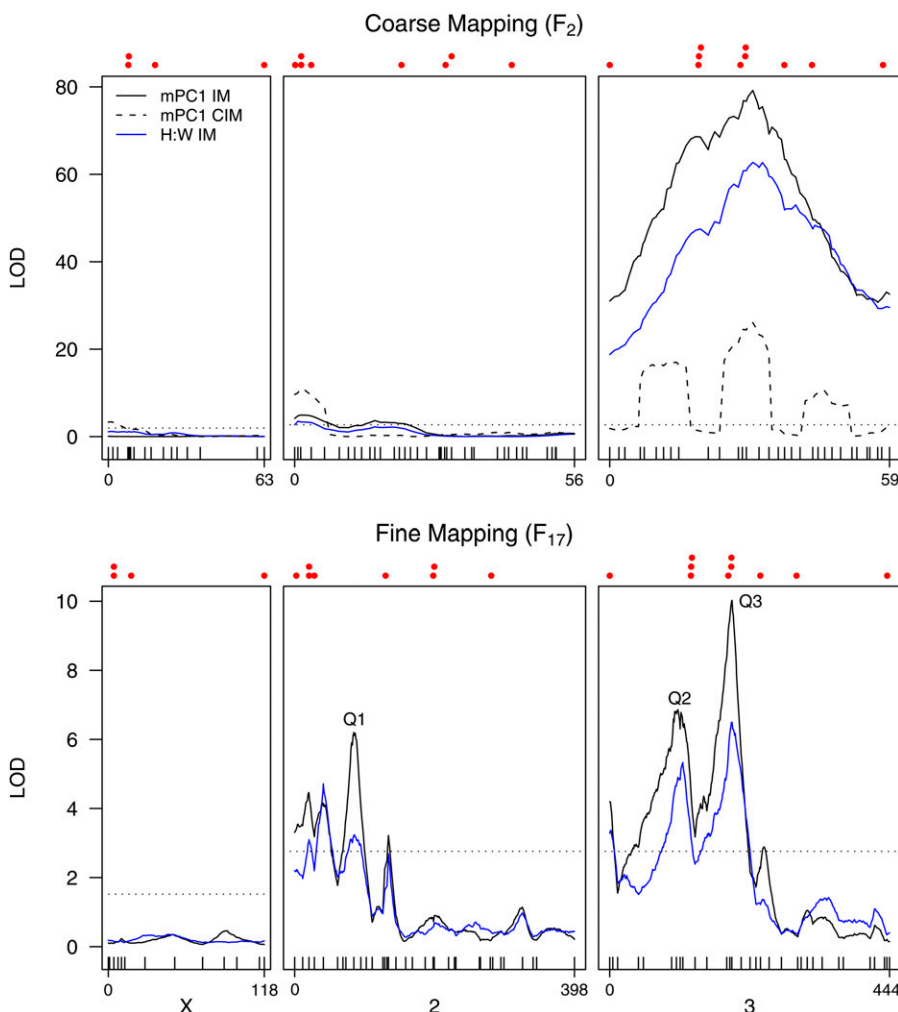 Coarse Mapping (F2)
80
60
40
20
0
LOD
mPC1 IM
mPC1 CIM
H:W IM
0 63
0 56
0 59
Fine Mapping (F17)
10
8
6
4
2
0
LOD
Q1
Q2
Q3
0 118
0 398
0 444
X 2 3